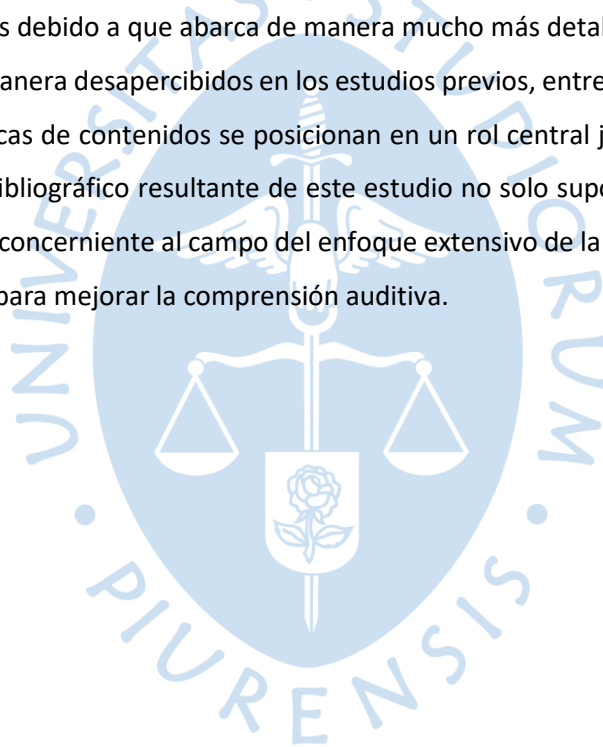 s debido a que abarca de manera mucho más detal
anera desapercibidos en los estudios previos, entre
cas de contenidos se posicionan en un rol central j
ibliográfico resultante de este estudio no solo supo
concerniente al campo del enfoque extensivo de la
para mejorar la comprensión auditiva.
UNIVERSITAS STUDIORUM
PIURENSIS